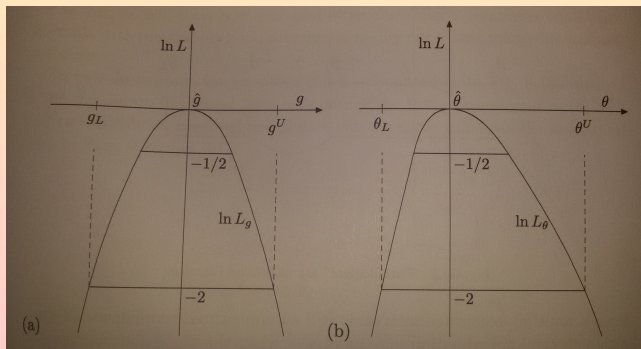 ln L
ĝ
g
g_L
g^U
−1/2
ln L_g
−2
(a)
ln L
θ̂
θ
θ_L
θ^U
−1/2
ln L_θ
−2
(b)